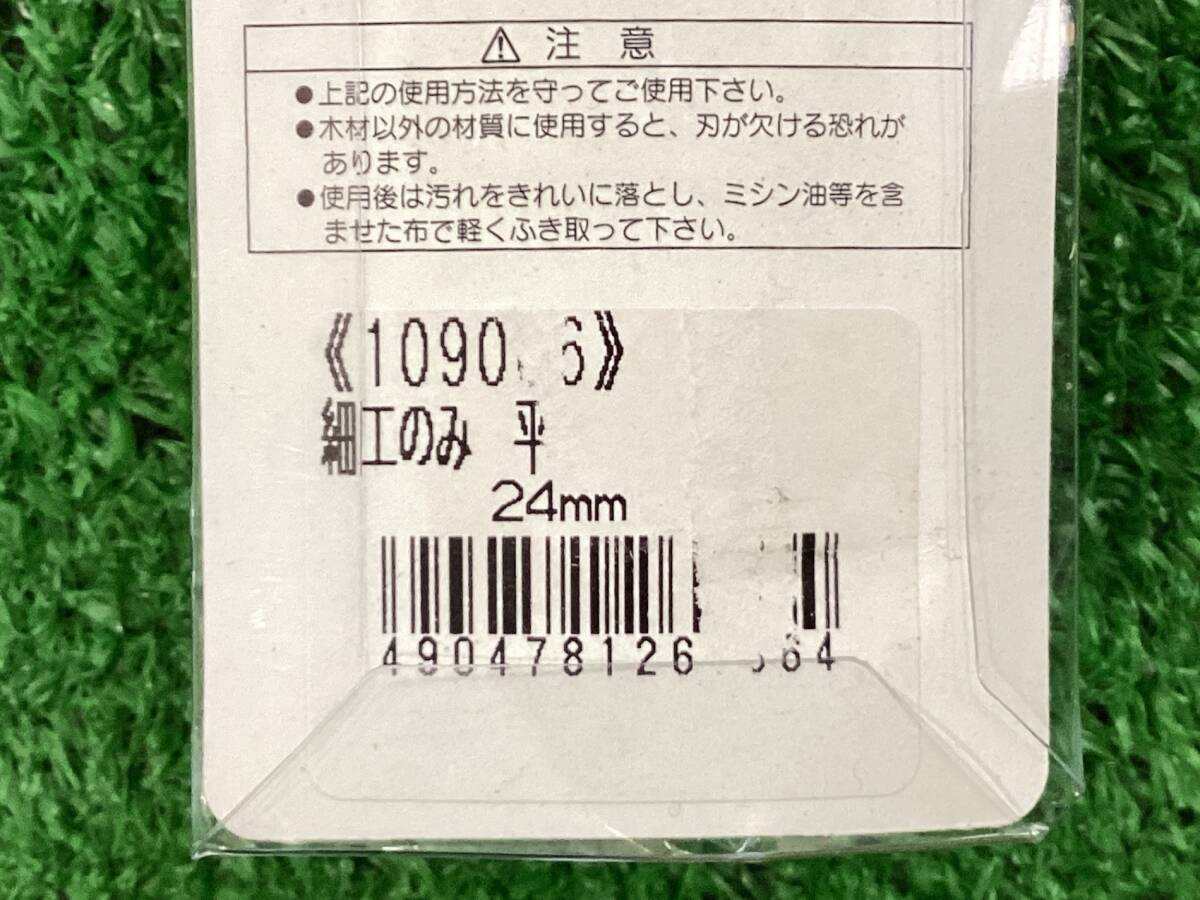 ⚠ 注 意
●上記の使用方法を守ってご使用下さい。
●木材以外の材質に使用すると、刃が欠ける恐れが
あります。
●使用後は汚れをきれいに落とし、ミシン油等を含
ませた布で軽くふき取って下さい。
《1090 6》
細工のみ 平
24mm
490478126 64